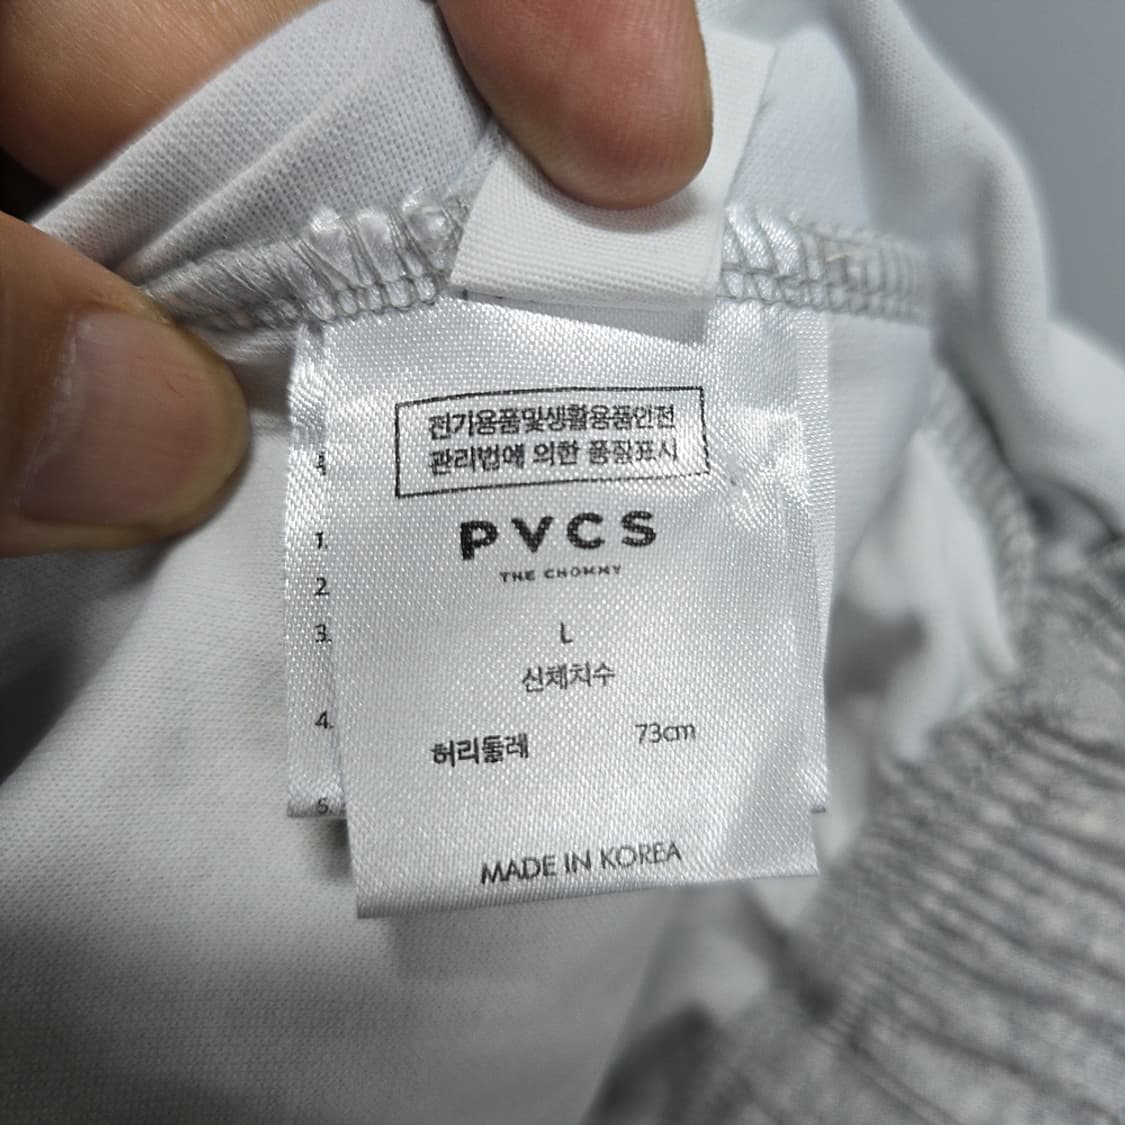 전기용품및생활용품안전
관리법에 의한 품질표시
PVCS
THE CHOMMY
L
신체치수
허리둘레 73cm
MADE IN KOREA
1.
2.
3.
4.
5.